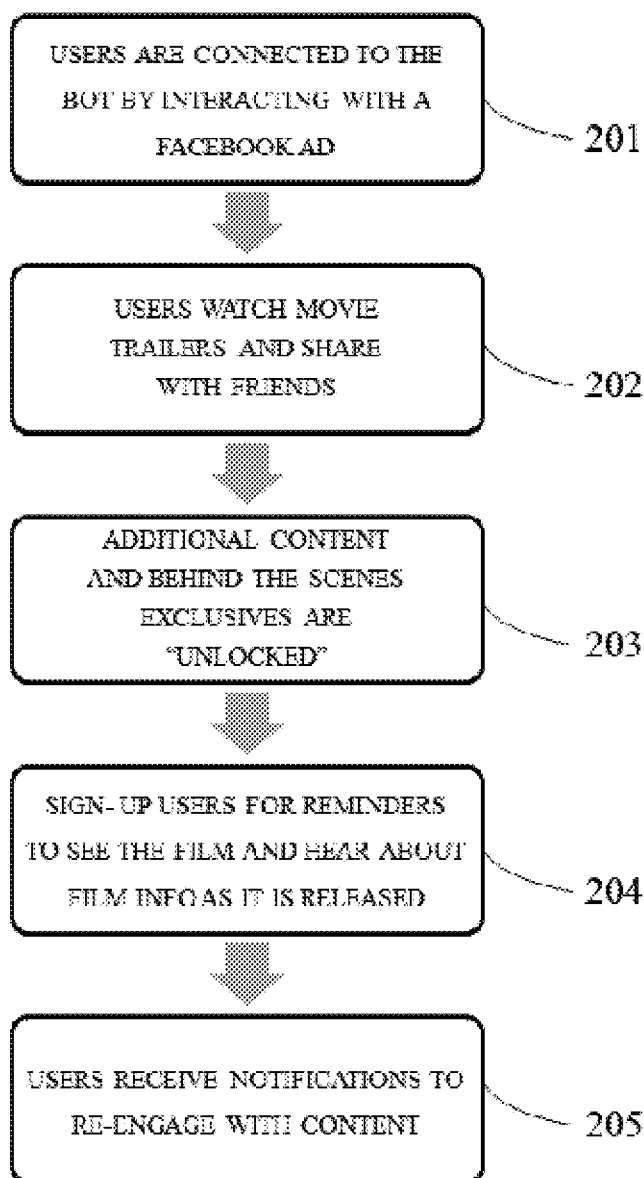 USERS ARE CONNECTED TO THE
BOT BY INTERACTING WITH A
FACEBOOK AD
201
USERS WATCH MOVIE
TRAILERS AND SHARE
WITH FRIENDS
202
ADDITIONAL CONTENT
AND BEHIND THE SCENES
EXCLUSIVES ARE
“UNLOCKED”
203
SIGN-UP USERS FOR REMINDERS
TO SEE THE FILM AND HEAR ABOUT
FILM INFO AS IT IS RELEASED
204
USERS RECEIVE NOTIFICATIONS TO
RE-ENGAGE WITH CONTENT
205